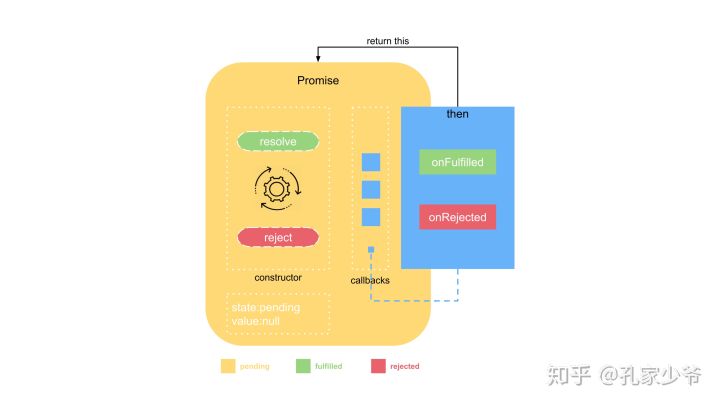 return this
Promise
then
resolve
onFulfilled
onRejected
reject
constructor
callbacks
state:pending
value:null
pending
fulfilled
rejected
知乎 @孔家少爷